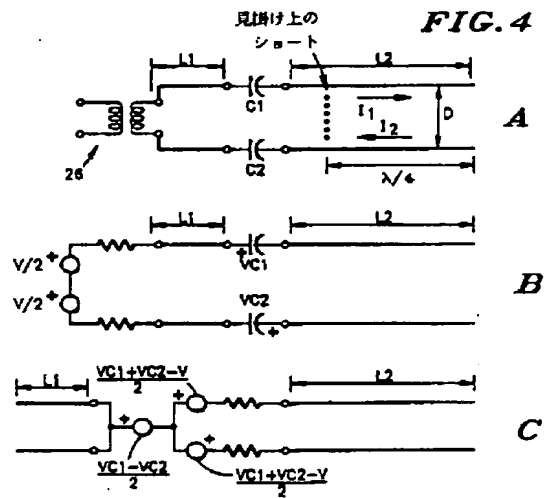 FIG. 4
見掛け上の
ショート
L1
L2
C1
C2
I1
I2
D
λ/4
26
A
L1
L2
V/2 +
V/2 +
+
VC1
VC2
+
B
L1
L2
VC1+VC2-V
2
+
+
+
VC1-VC2
2
VC1+VC2-V
2
C